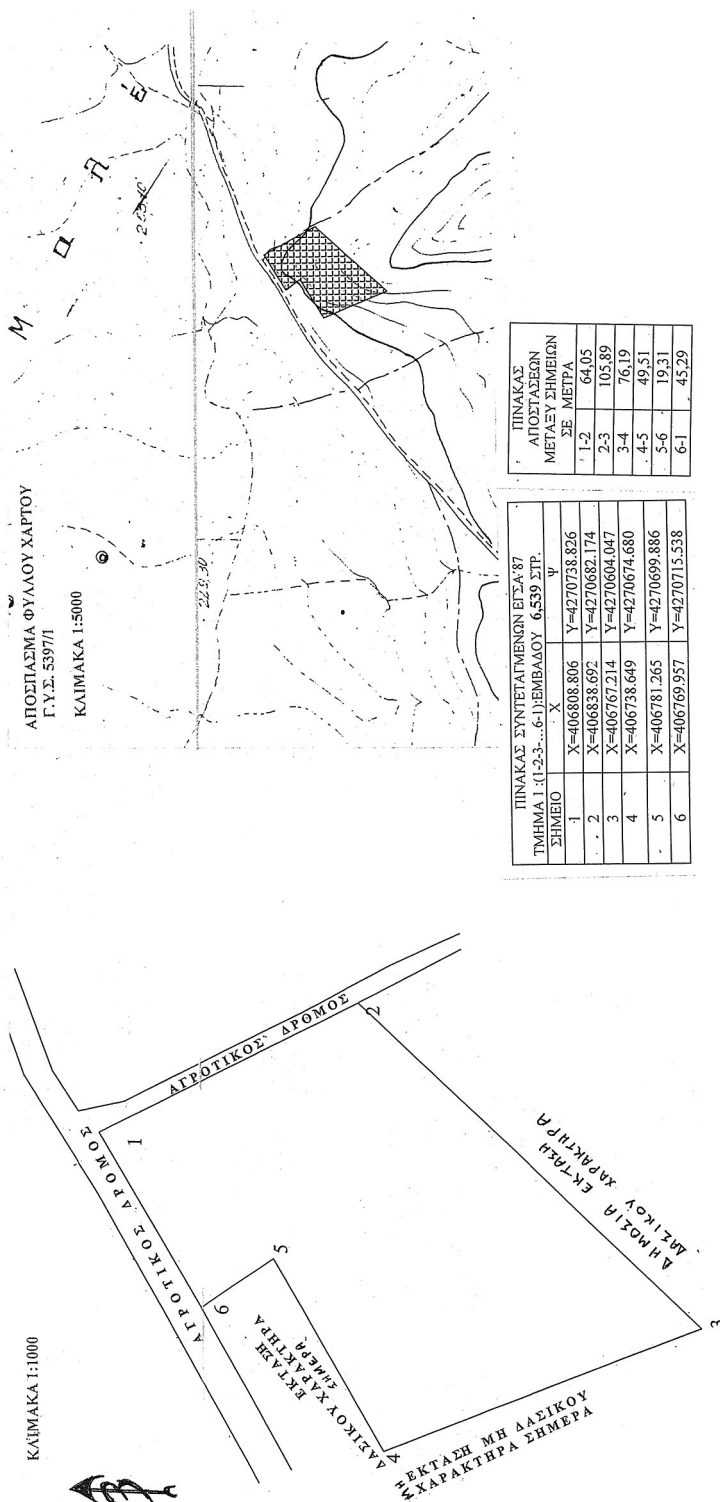 ΚΛΙΜΑΚΑ 1:1000
ΑΓΡΟΤΙΚΟΣ ΔΡΟΜΟΣ
ΑΓΡΟΤΙΚΟΣ ΔΡΟΜΟΣ
1
2
3
4
5
6
ΕΚΤΑΣΗ
ΔΑΣΙΚΟΥ ΧΑΡΑΚΤΗΡΑ
ΣΗΜΕΡΑ
ΜΗ
ΕΚΤΑΣΗ ΜΗ ΔΑΣΙΚΟΥ
ΧΑΡΑΚΤΗΡΑ ΣΗΜΕΡΑ
ΔΗΜΟΣΙΑ ΕΚΤΑΣΗ
ΔΑΣΙΚΟΥ ΧΑΡΑΚΤΗΡΑ
ΑΠΟΣΠΑΣΜΑ ΦΥΛΛΟΥ ΧΑΡΤΟΥ
Γ.Υ.Σ. 5397/1
ΚΛΙΜΑΚΑ 1:5000
ΠΙΝΑΚΑΣ ΣΥΝΤΕΤΑΓΜΕΝΩΝ ΕΓΣΑ'87
ΤΜΗΜΑ 1 :(1-2-3-...6-1):ΕΜΒΑΔΟΥ 6,539 ΣΤΡ.
ΣΗΜΕΙΟ Χ Ψ
1 X=406808.806 Y=4270738.826
2 X=406838.692 Y=4270682.174
3 X=406767.214 Y=4270604.047
4 X=406738.649 Y=4270674.680
5 X=406781.265 Y=4270699.886
6 X=406769.957 Y=4270715.538
ΠΙΝΑΚΑΣ
ΑΠΟΣΤΑΣΕΩΝ
ΜΕΤΑΞΥ ΣΗΜΕΙΩΝ
ΣΕ ΜΕΤΡΑ
1-2 64,05
2-3 105,89
3-4 76,19
4-5 49,51
5-6 19,31
6-1 45,29